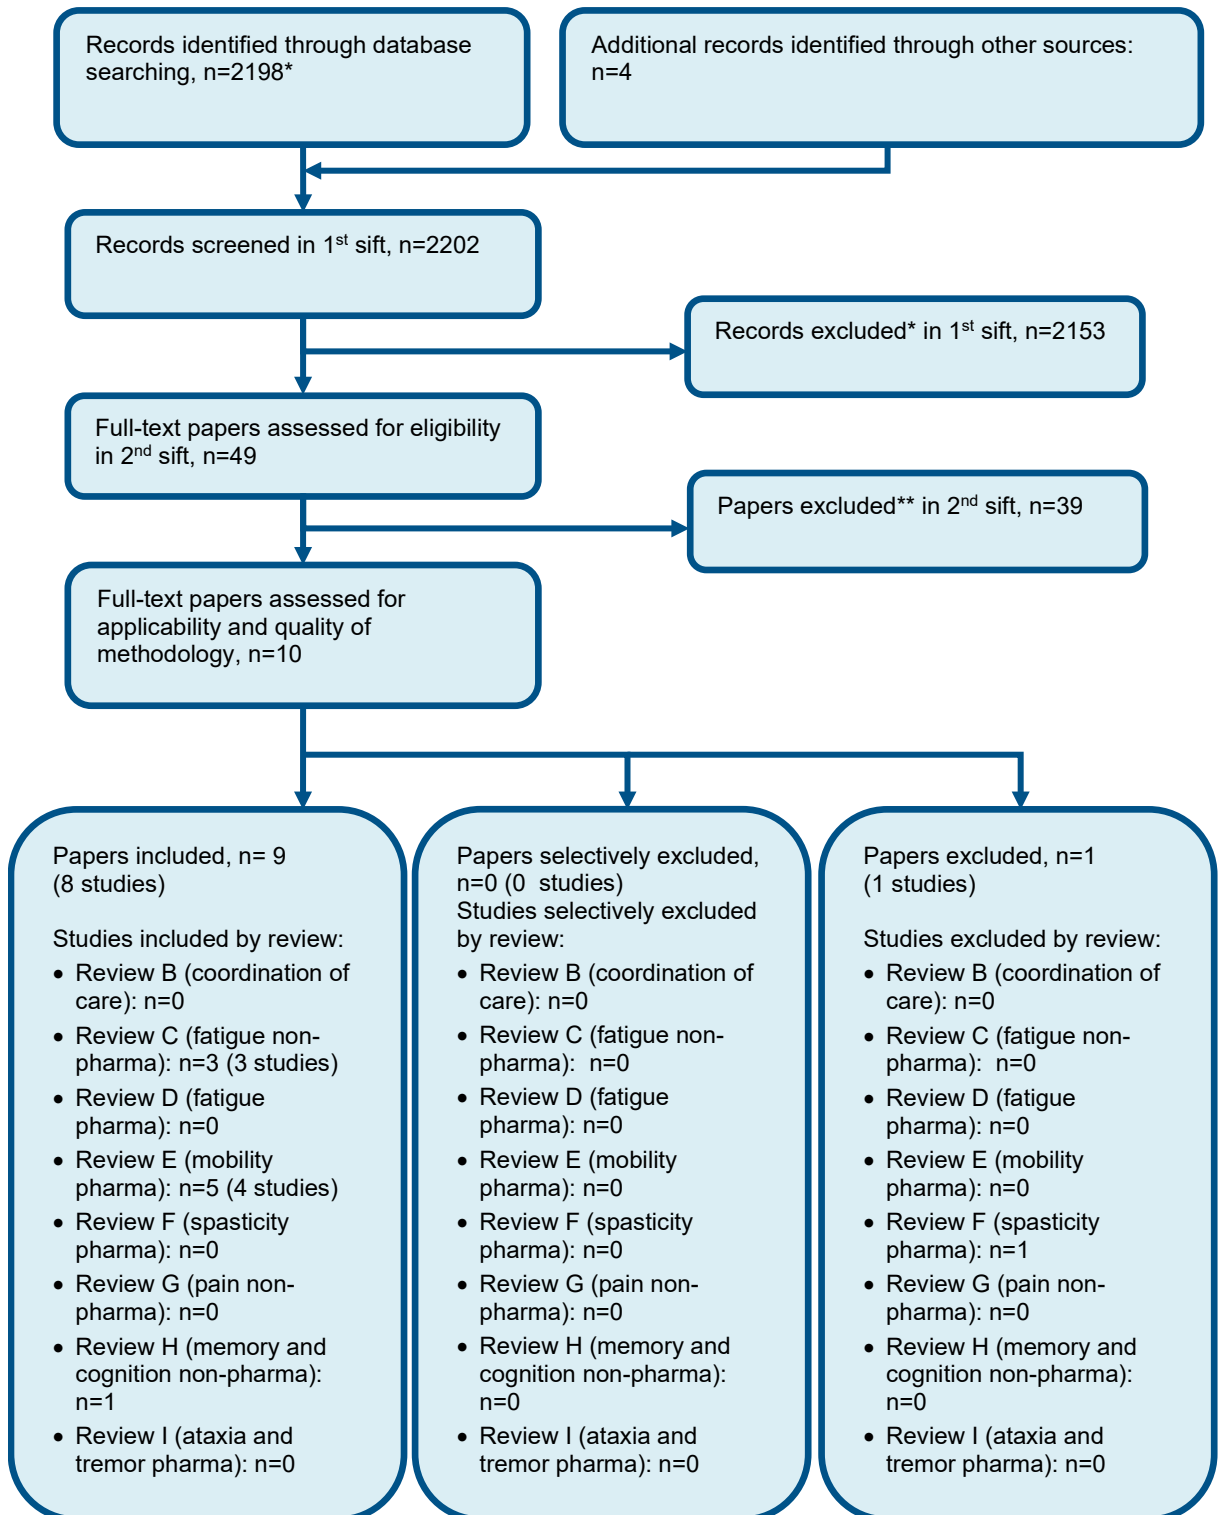 Records identified through database
searching, n=2198*
Additional records identified through other sources:
n=4
Records screened in 1st sift, n=2202
Records excluded* in 1st sift, n=2153
Full-text papers assessed for eligibility
in 2nd sift, n=49
Papers excluded** in 2nd sift, n=39
Full-text papers assessed for
applicability and quality of
methodology, n=10
Papers included, n= 9
(8 studies)
Studies included by review:
• Review B (coordination of
care): n=0
• Review C (fatigue non-
pharma): n=3 (3 studies)
• Review D (fatigue
pharma): n=0
• Review E (mobility
pharma): n=5 (4 studies)
• Review F (spasticity
pharma): n=0
• Review G (pain non-
pharma): n=0
• Review H (memory and
cognition non-pharma):
n=1
• Review I (ataxia and
tremor pharma): n=0
Papers selectively excluded,
n=0 (0  studies)
Studies selectively excluded
by review:
• Review B (coordination of
care): n=0
• Review C (fatigue non-
pharma):  n=0
• Review D (fatigue
pharma): n=0
• Review E (mobility
pharma): n=0
• Review F (spasticity
pharma): n=0
• Review G (pain non-
pharma): n=0
• Review H (memory and
cognition non-pharma):
n=0
• Review I (ataxia and
tremor pharma): n=0
Papers excluded, n=1
(1 studies)
Studies excluded by review:
• Review B (coordination of
care): n=0
• Review C (fatigue non-
pharma):  n=0
• Review D (fatigue
pharma): n=0
• Review E (mobility
pharma): n=0
• Review F (spasticity
pharma): n=1
• Review G (pain non-
pharma): n=0
• Review H (memory and
cognition non-pharma):
n=0
• Review I (ataxia and
tremor pharma): n=0